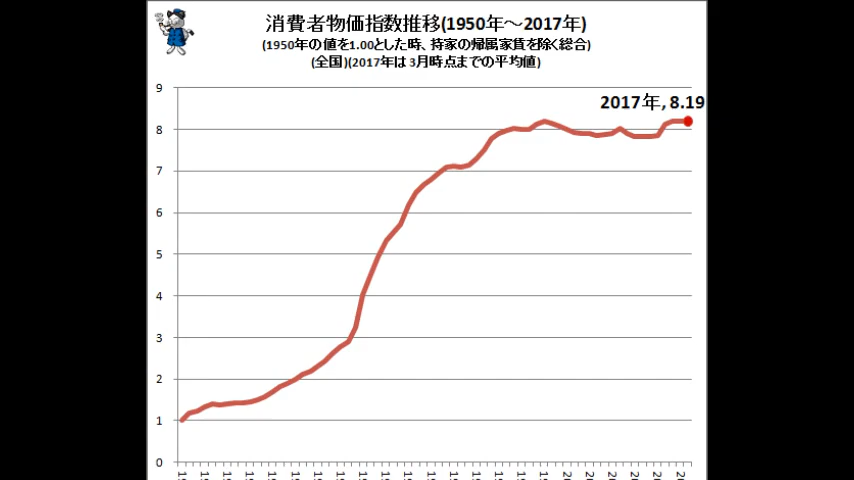 消費者物価指数推移(1950年～2017年)
(1950年の値を1.00とした時、持家の帰属家賃を除く総合)
(全国)(2017年は3月時点までの平均値)
2017年, 8.19
9
8
7
6
5
4
3
2
1
0